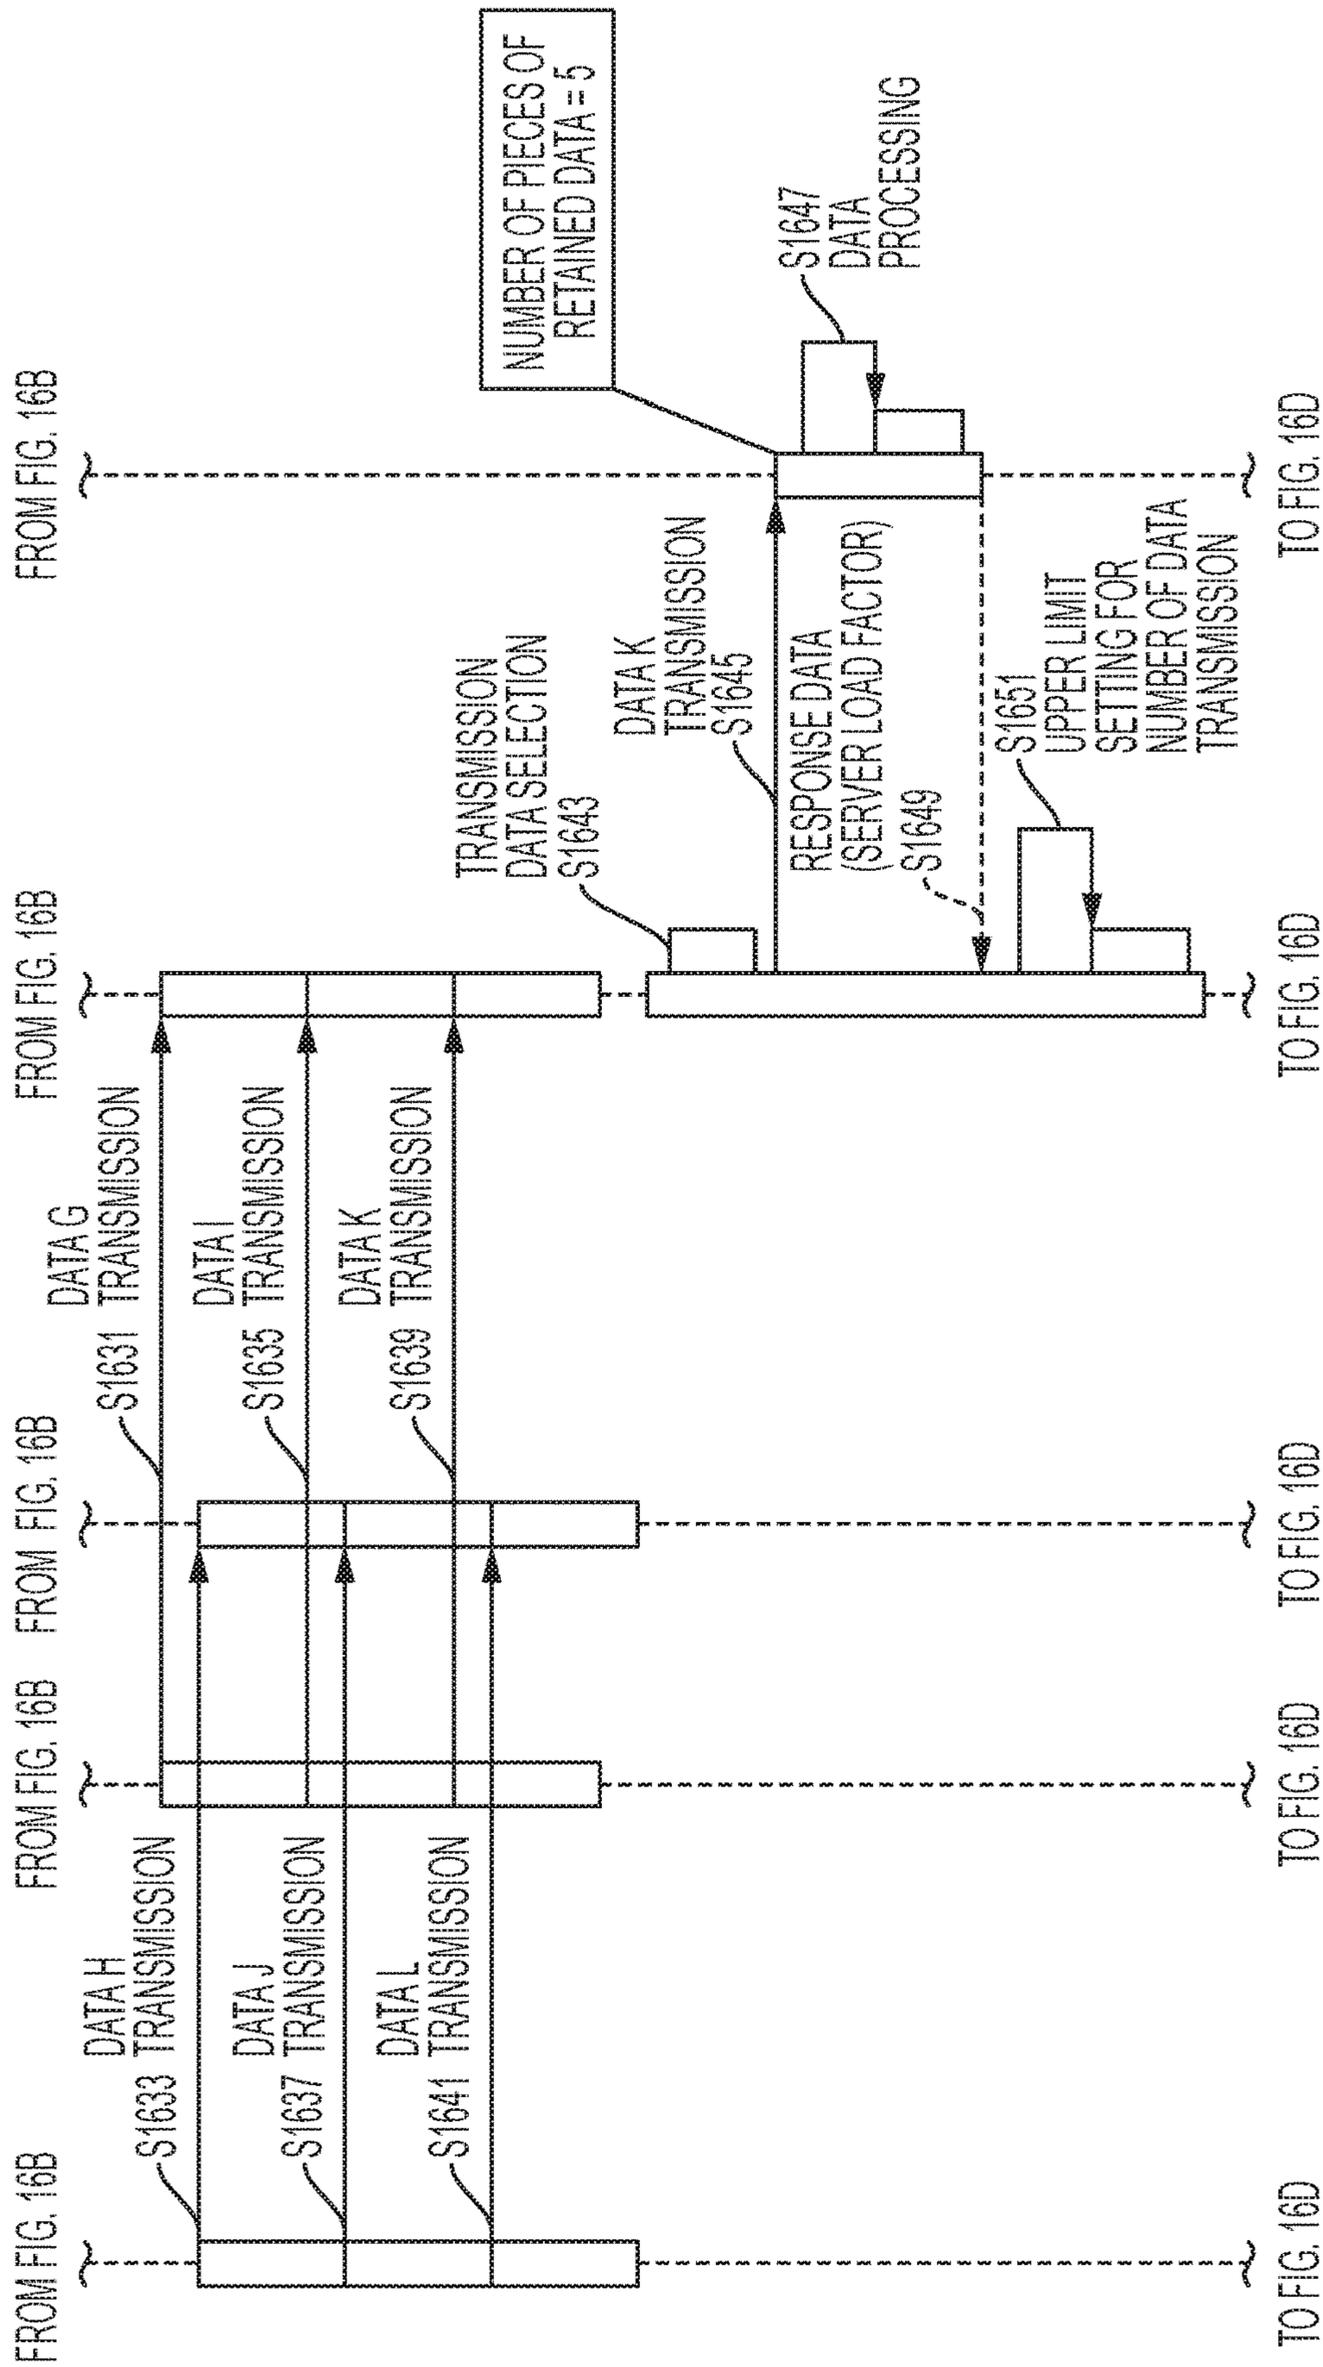 FROM FIG. 16B
FROM FIG. 16B
FROM FIG. 16B
FROM FIG. 16B
FROM FIG. 16B
DATA G
S1631 TRANSMISSION
DATA H
S1633 TRANSMISSION
DATA I
S1635 TRANSMISSION
DATA J
S1637 TRANSMISSION
DATA K
S1639 TRANSMISSION
DATA L
S1641 TRANSMISSION
TRANSMISSION
DATA SELECTION
S1643
NUMBER OF PIECES OF
RETAINED DATA = 5
DATA K
TRANSMISSION
S1645
S1647
DATA
PROCESSING
RESPONSE DATA
(SERVER LOAD FACTOR)
S1649
S1651
UPPER LIMIT
SETTING FOR
NUMBER OF DATA
TRANSMISSION
TO FIG. 16D
TO FIG. 16D
TO FIG. 16D
TO FIG. 16D
TO FIG. 16D